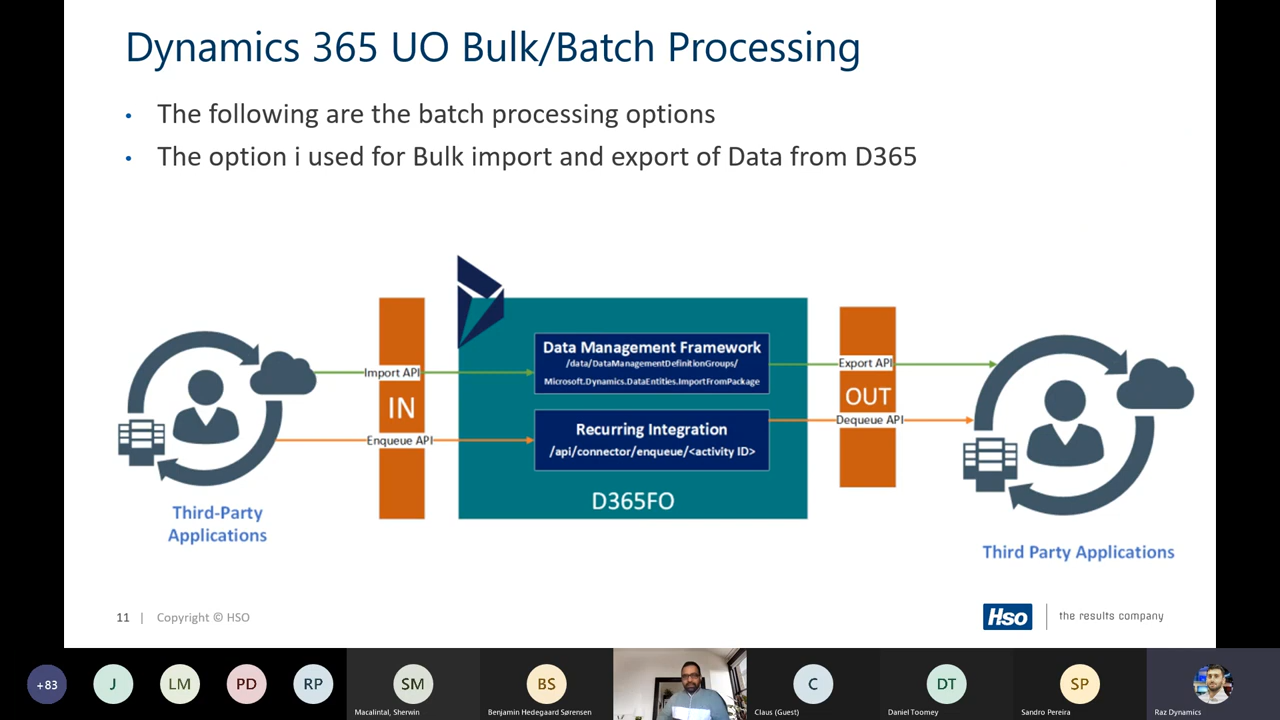 Dynamics 365 UO Bulk/Batch Processing
• The following are the batch processing options
• The option i used for Bulk import and export of Data from D365
Data Management Framework
/data/DataManagementDefinitionGroups/
Microsoft.Dynamics.DataEntities.ImportFromPackage
Import API
Export API
IN
OUT
Enqueue API
Dequeue API
Recurring Integration
/api/connector/enqueue/<activity ID>
D365FO
Third-Party
Applications
Third Party Applications
11 | Copyright © HSO
Hso
the results company
+83
J
LM
PD
RP
SM
BS
C
DT
SP
Macalintal, Sherwin
Benjamin Hedegaard Sørensen
Claus (Guest)
Daniel Toomey
Sandro Pereira
Raz Dynamics